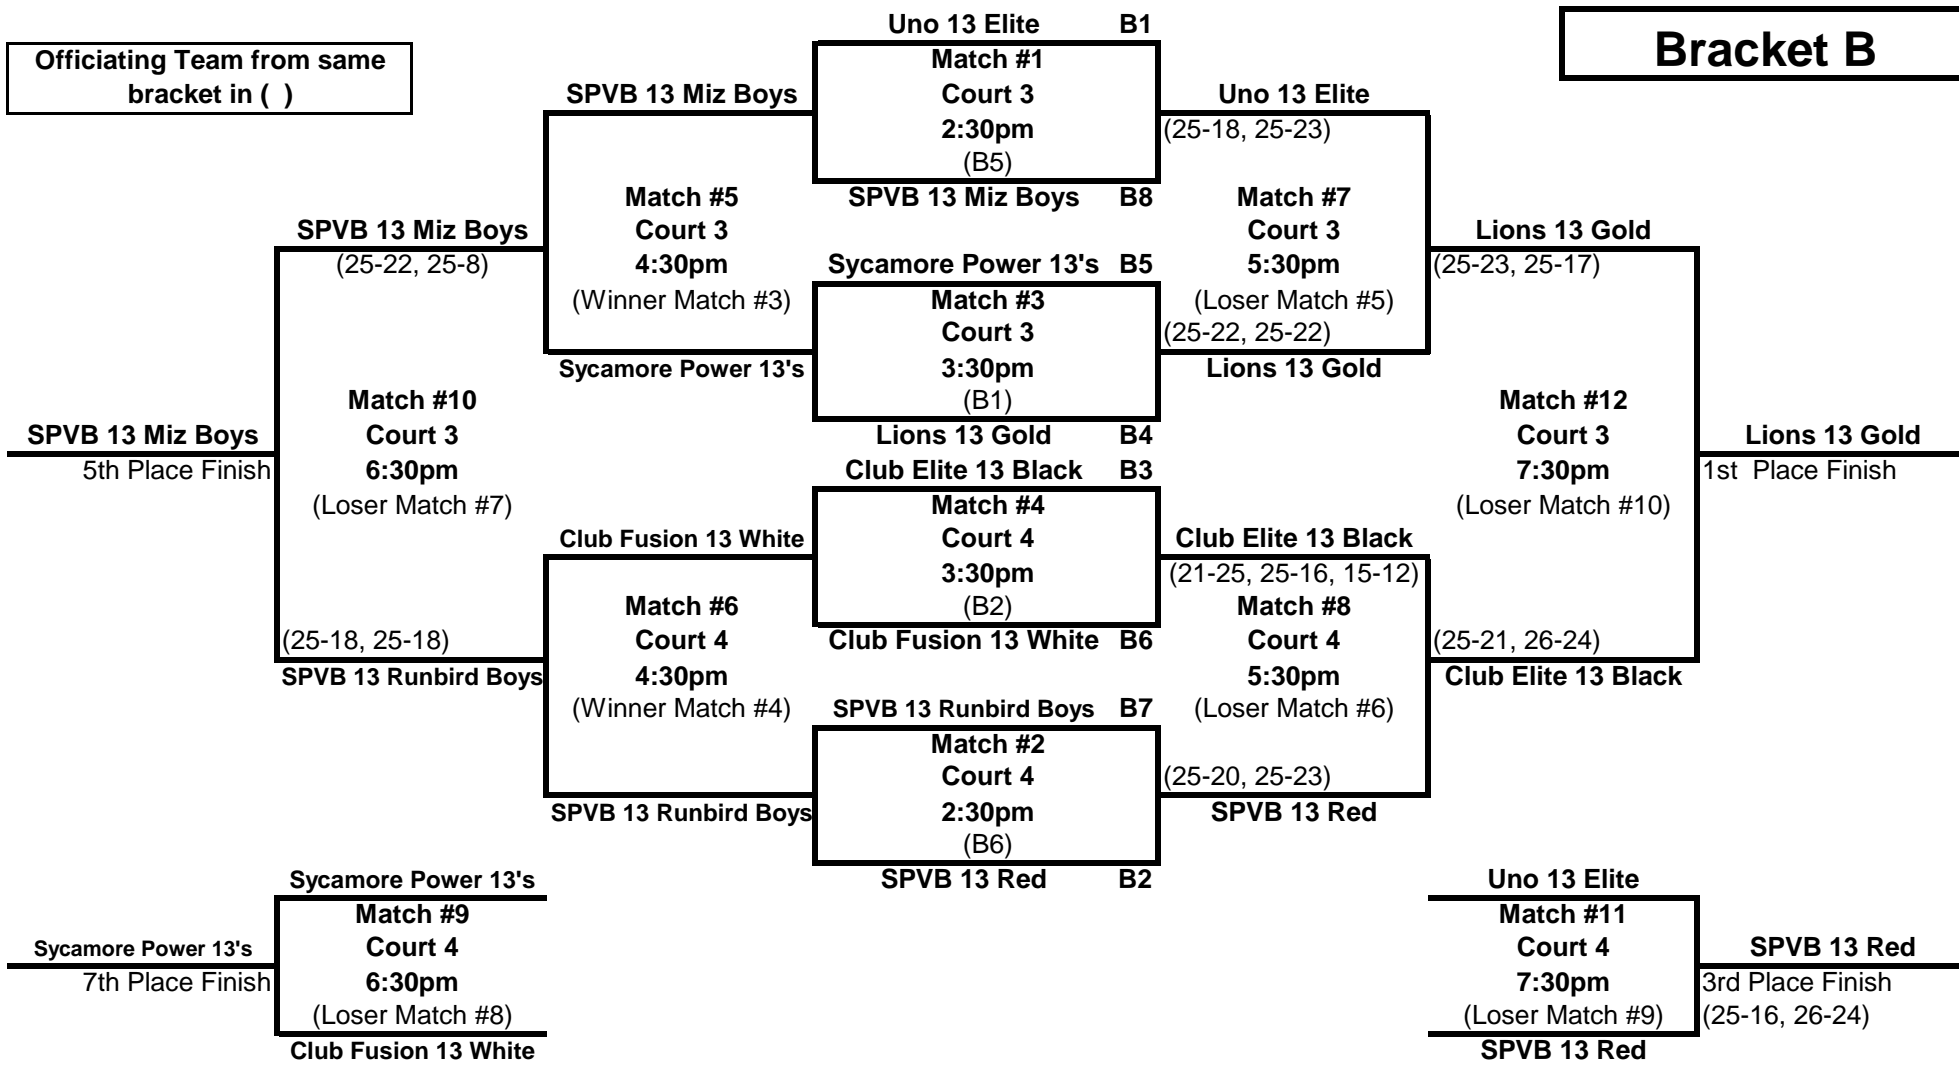 Uno 13 Elite B1
Bracket B
Officiating Team from same
bracket in ( )
Match #1
SPVB 13 Miz Boys
Court 3
Uno 13 Elite
2:30pm
(25-18, 25-23)
(B5)
Match #5
SPVB 13 Miz Boys B8
Match #7
SPVB 13 Miz Boys
Court 3
Court 3
Lions 13 Gold
(25-22, 25-8)
4:30pm
Sycamore Power 13's B5
5:30pm
(25-23, 25-17)
(Winner Match #3)
Match #3
(Loser Match #5)
Court 3
(25-22, 25-22)
Sycamore Power 13's
3:30pm
Lions 13 Gold
Match #10
(B1)
Match #12
SPVB 13 Miz Boys
Court 3
Lions 13 Gold B4
Court 3
Lions 13 Gold
5th Place Finish
6:30pm
Club Elite 13 Black B3
7:30pm
1st Place Finish
(Loser Match #7)
Match #4
(Loser Match #10)
Club Fusion 13 White
Court 4
Club Elite 13 Black
3:30pm
(21-25, 25-16, 15-12)
Match #6
(B2)
Match #8
(25-18, 25-18)
Court 4
Club Fusion 13 White B6
Court 4
(25-21, 26-24)
SPVB 13 Runbird Boys
4:30pm
5:30pm
Club Elite 13 Black
(Winner Match #4)
SPVB 13 Runbird Boys B7
(Loser Match #6)
Match #2
Court 4
(25-20, 25-23)
SPVB 13 Runbird Boys
2:30pm
SPVB 13 Red
(B6)
Sycamore Power 13's
SPVB 13 Red B2
Uno 13 Elite
Match #9
Match #11
Sycamore Power 13's
Court 4
Court 4
SPVB 13 Red
7th Place Finish
6:30pm
7:30pm
3rd Place Finish
(Loser Match #8)
(Loser Match #9)
(25-16, 26-24)
Club Fusion 13 White
SPVB 13 Red